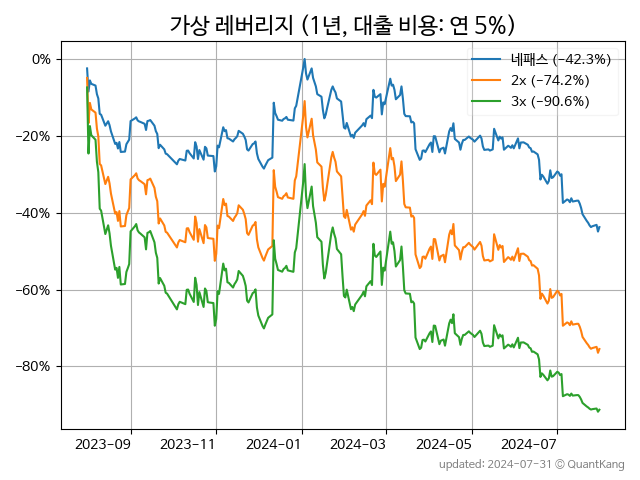 가상 레버리지 (1년, 대출 비용: 연 5%)
0%
−20%
−40%
−60%
−80%
네패스 (−42.3%)
2x (−74.2%)
3x (−90.6%)
2023-09
2023-11
2024-01
2024-03
2024-05
2024-07
updated: 2024-07-31 © QuantKang